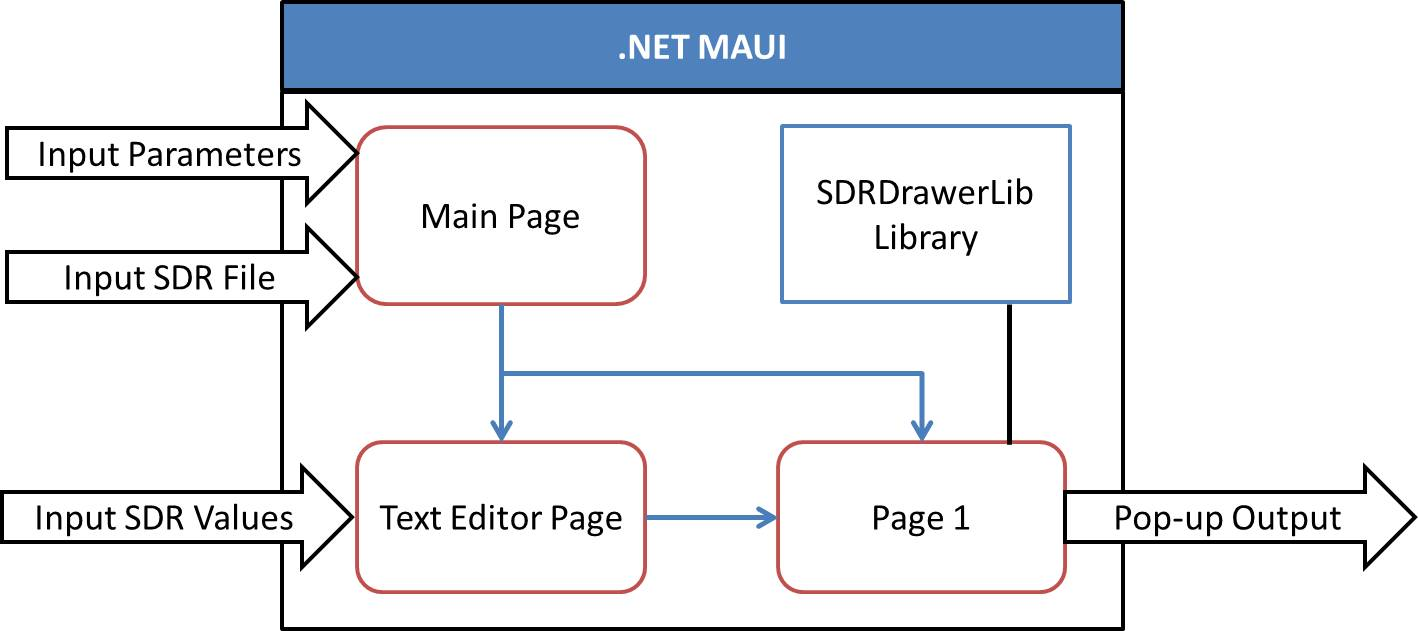 .NET MAUI
Input Parameters
Main Page
SDRDrawerLib
Library
Input SDR File
Input SDR Values
Text Editor Page
Page 1
Pop-up Output